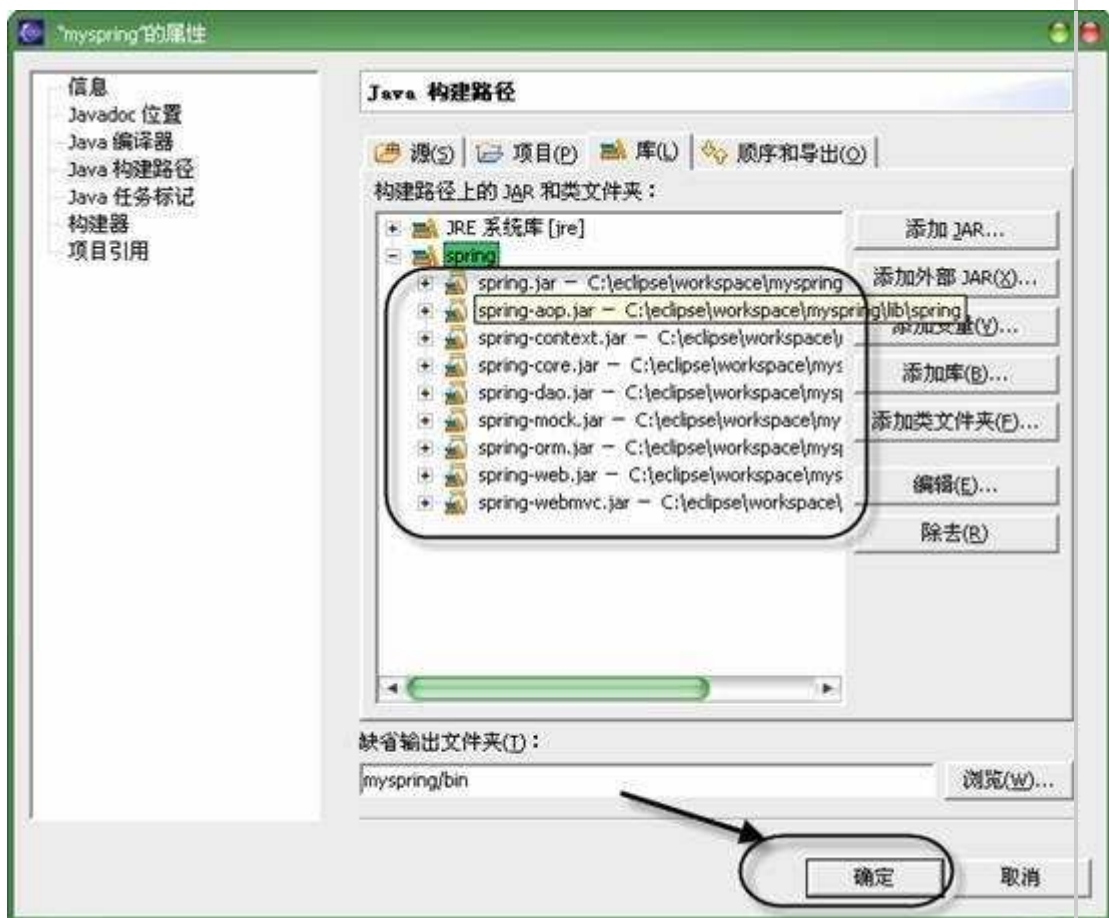 "myspring"的属性
信息
Javadoc 位置
Java 编译器
Java 构建路径
Java 任务标记
构建器
项目引用
Java 构建路径
源(S) 项目(P) 库(L) 顺序和导出(O)
构建路径上的 JAR 和类文件夹：
JRE 系统库 [jre]
spring
spring.jar - C:\eclipse\workspace\myspring
spring-aop.jar - C:\eclipse\workspace\myspring\lib\spring
spring-context.jar - C:\eclipse\workspace\
spring-core.jar - C:\eclipse\workspace\mys
spring-dao.jar - C:\eclipse\workspace\mys
spring-mock.jar - C:\eclipse\workspace\my
spring-orm.jar - C:\eclipse\workspace\mys
spring-web.jar - C:\eclipse\workspace\mys
spring-webmvc.jar - C:\eclipse\workspace\
添加 JAR...
添加外部 JAR(X)...
添加变量(V)...
添加库(B)...
添加类文件夹(F)...
编辑(E)...
除去(R)
缺省输出文件夹(T)：
myspring/bin
浏览(W)...
确定
取消